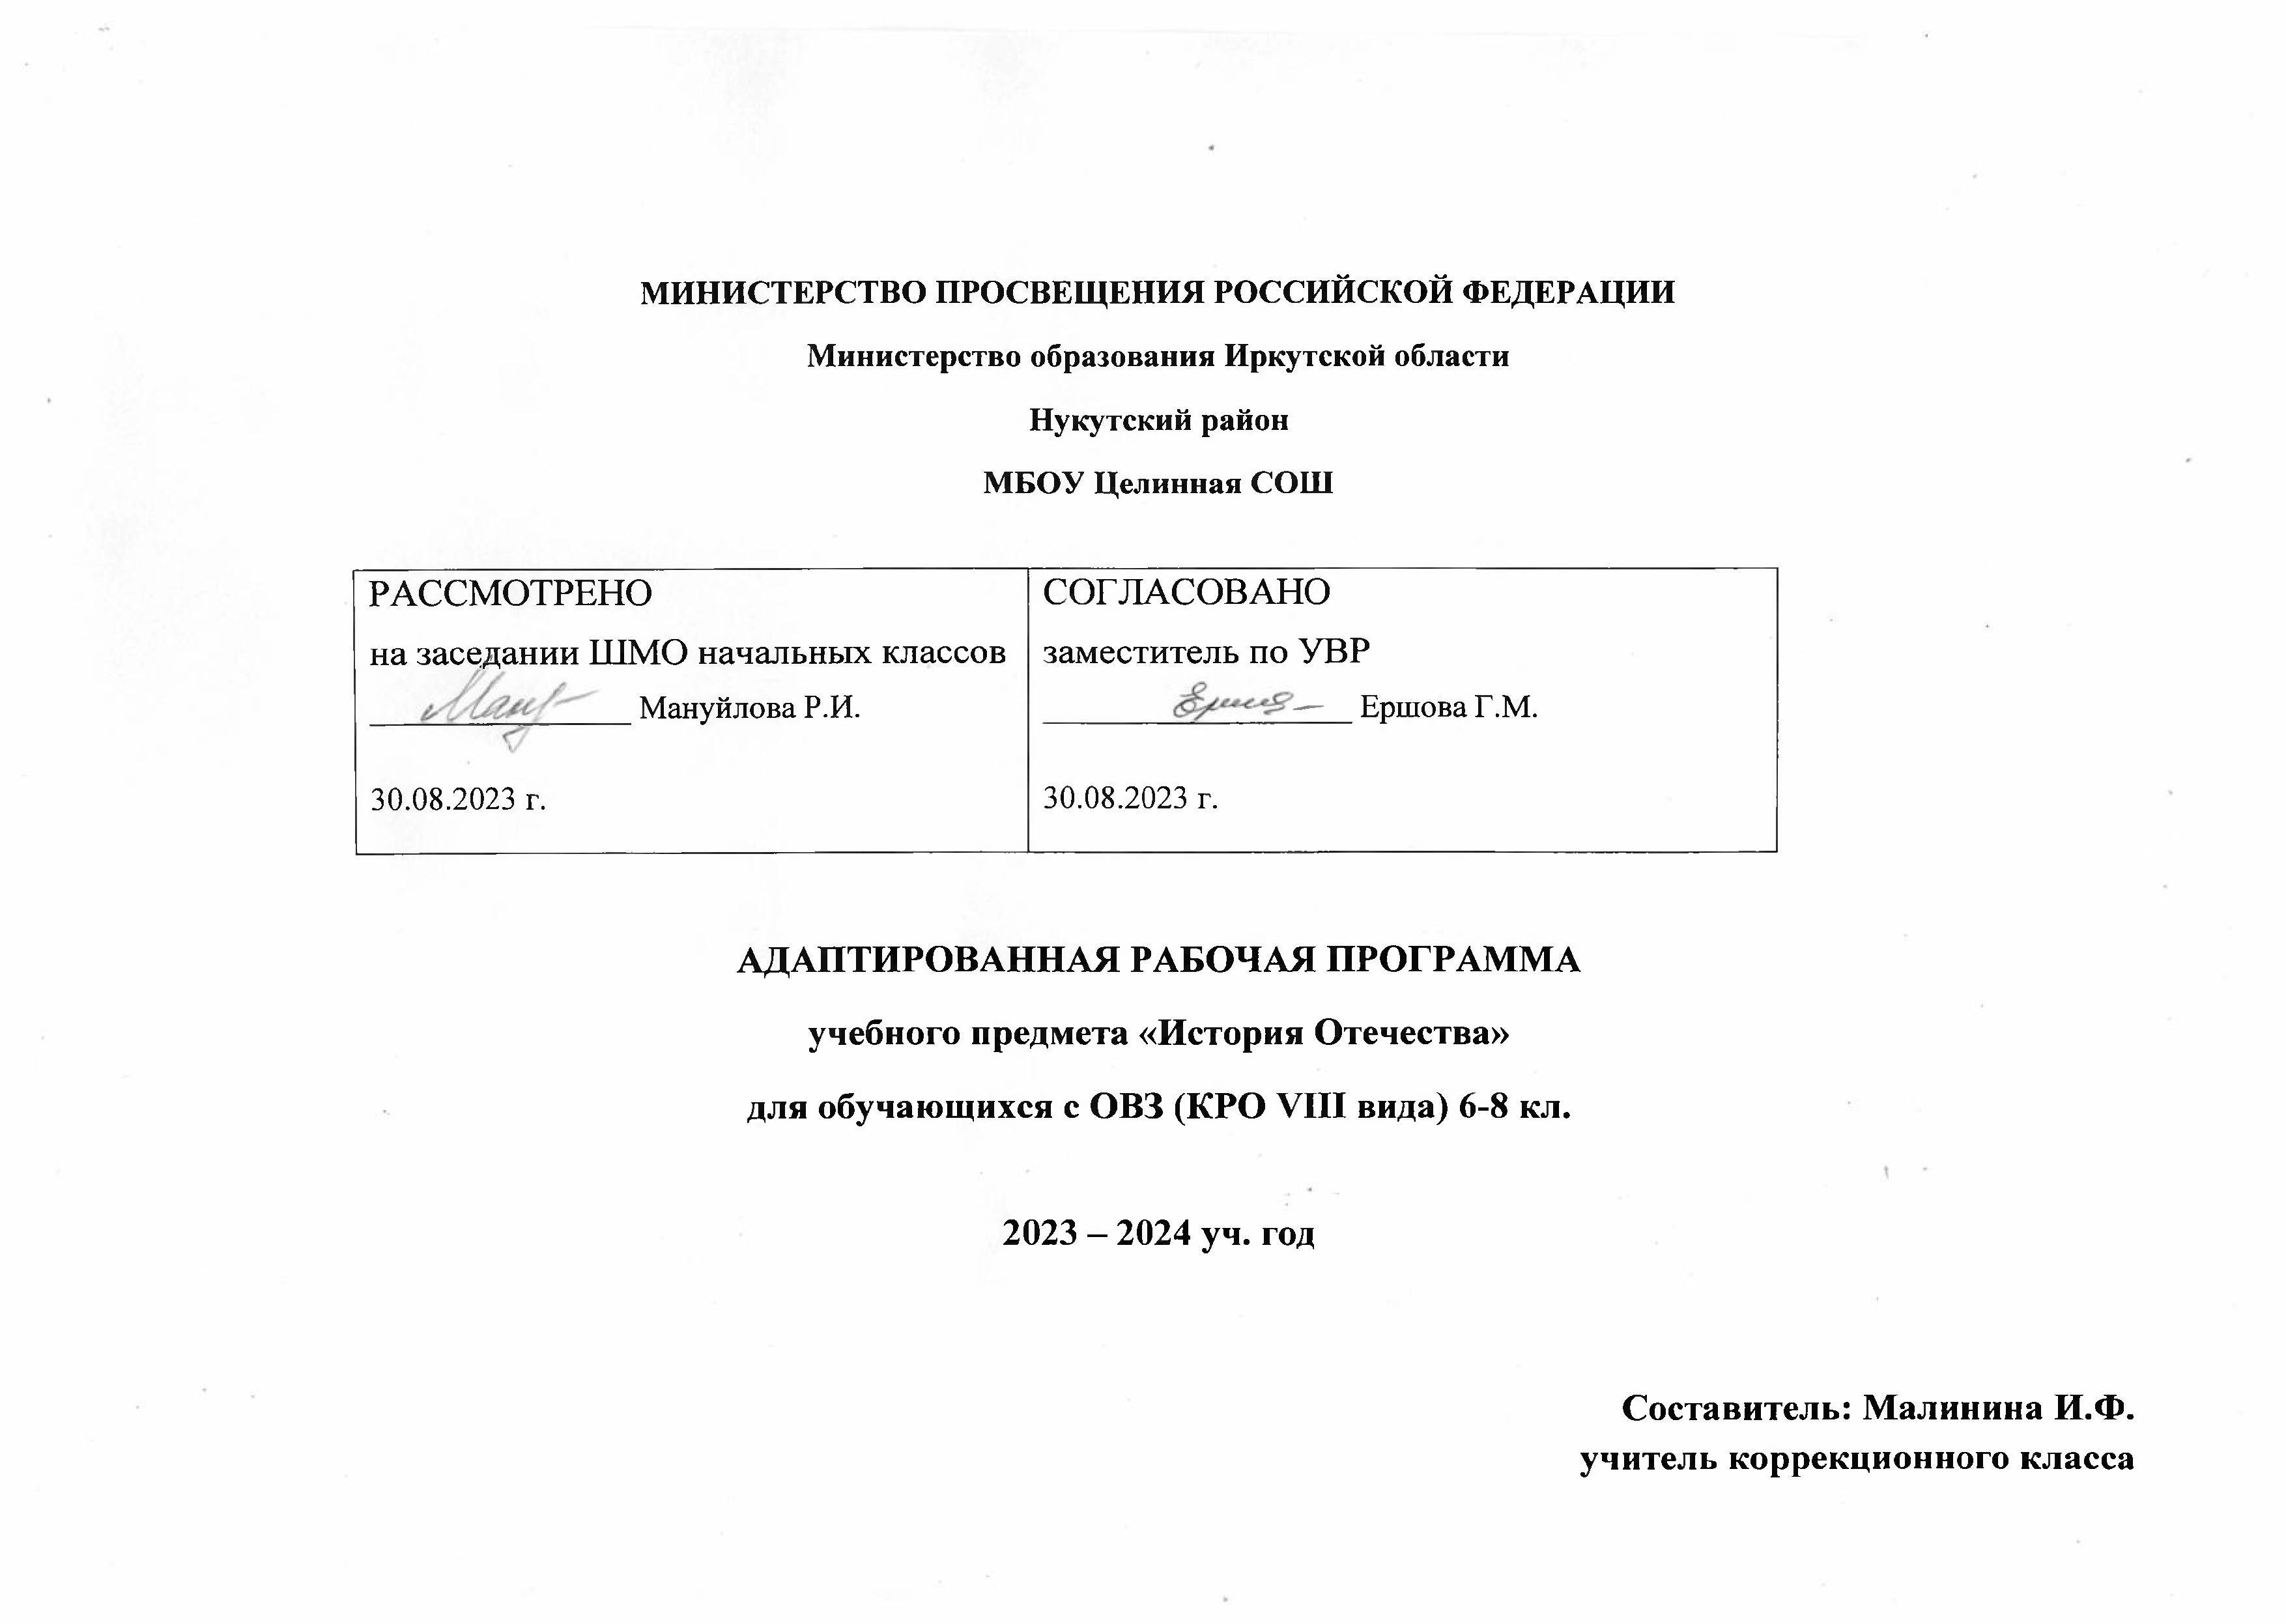 МИНИСТЕРСТВО ПРОСВЕЩЕНИЯ РОССИЙСКОЙ ФЕДЕРАЦИИ
Министерство образования Иркутской области
Нукутский район
МБОУ Целинная СОШ
РАССМОТРЕНО
на заседании ШМО начальных классов
Мануйлова Р.И.
30.08.2023 г.
СОГЛАСОВАНО
заместитель по УВР
Ершова Г.М.
30.08.2023 г.
АДАПТИРОВАННАЯ РАБОЧАЯ ПРОГРАММА
учебного предмета «История Отечества»
для обучающихся с ОВЗ (КРО VIII вида) 6-8 кл.
2023 – 2024 уч. год
Составитель: Малинина И.Ф.
учитель коррекционного класса